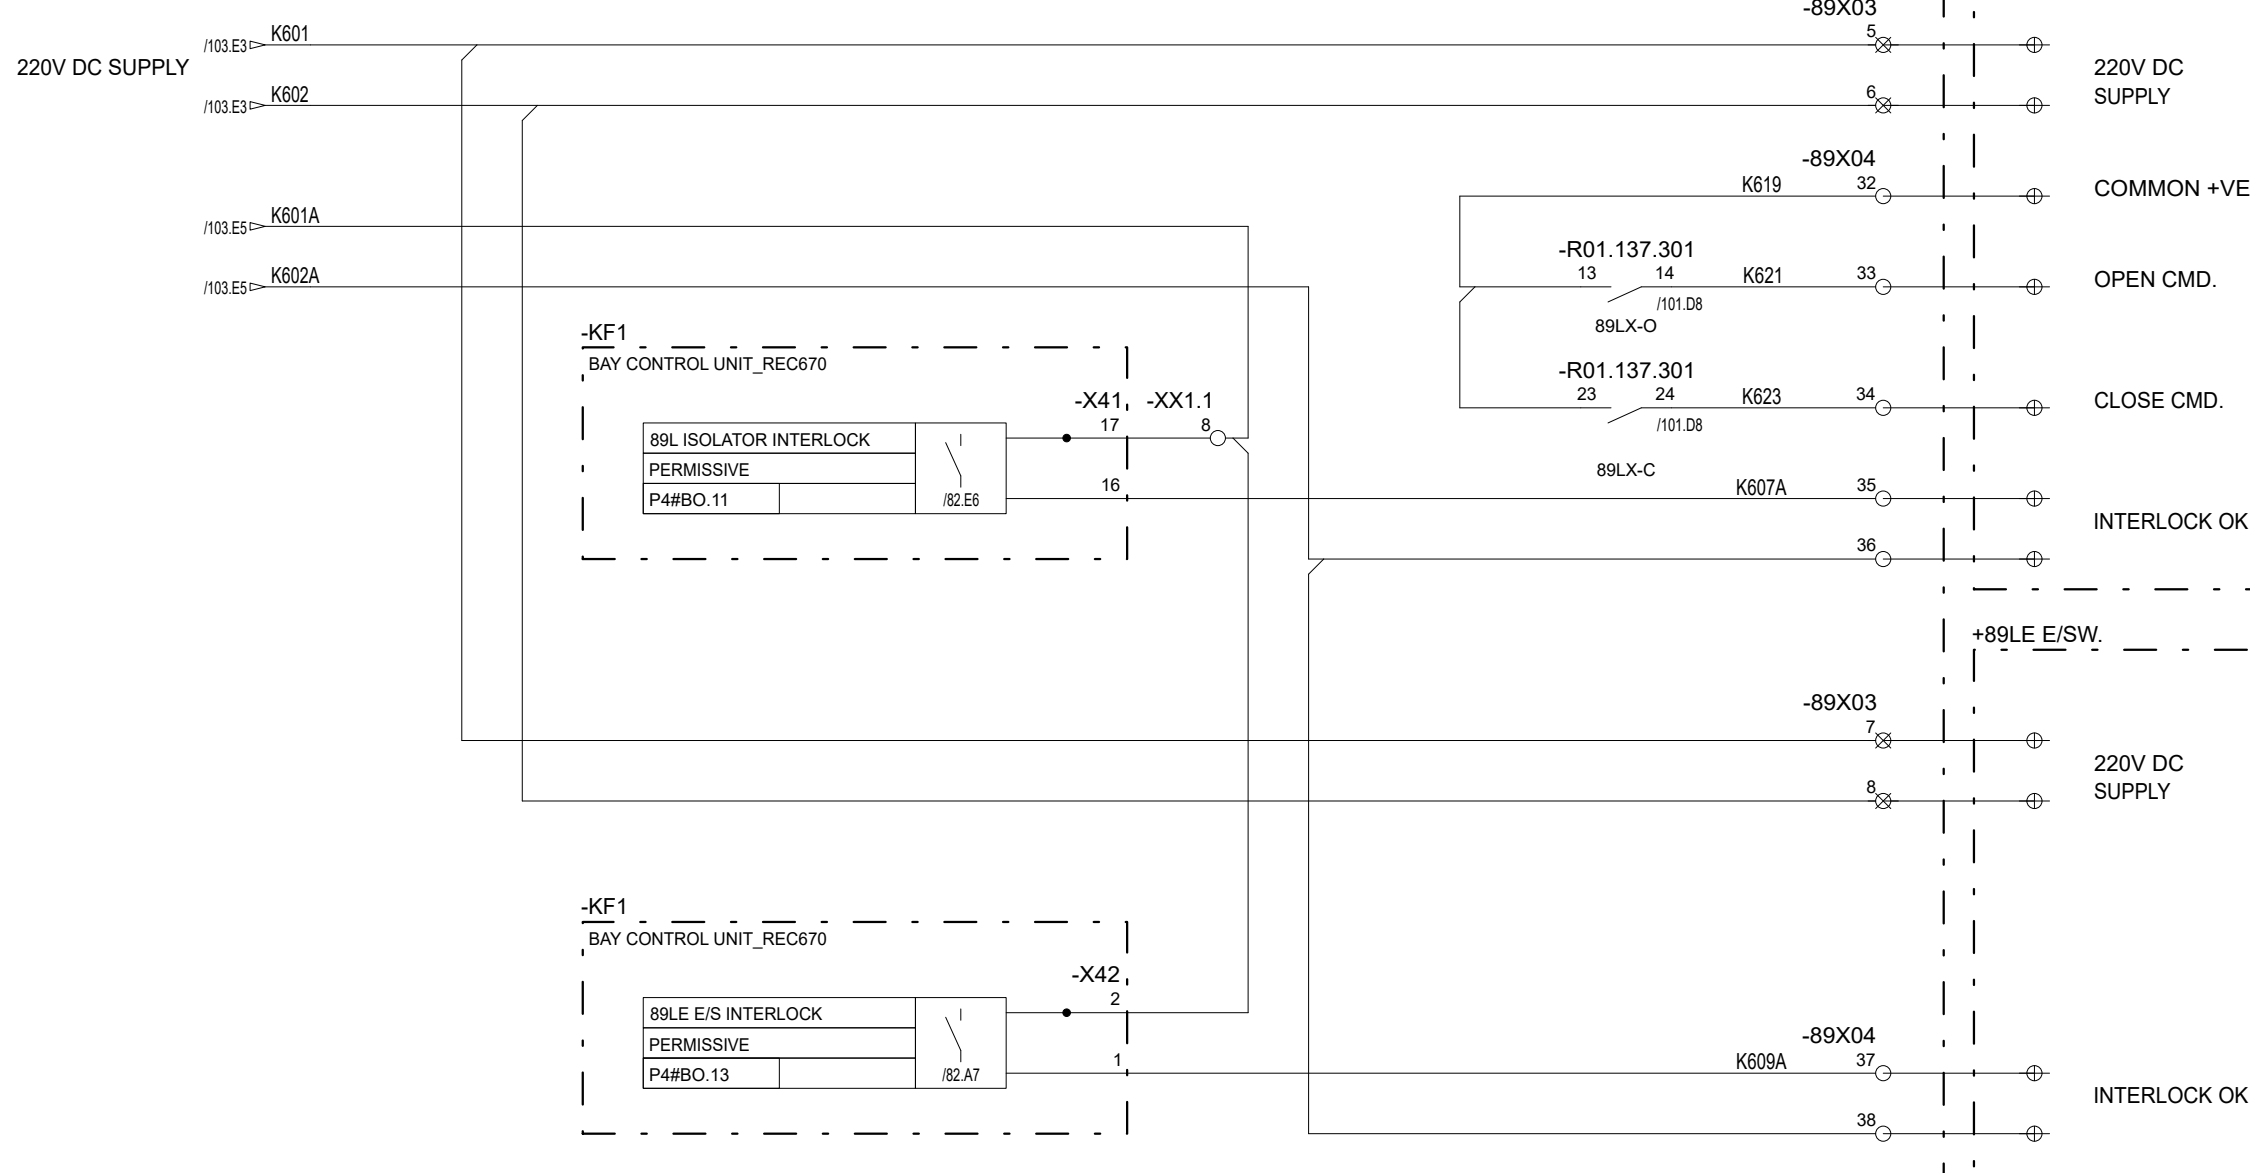 -89X03
/103.E3 K601 5
220V DC SUPPLY
220V DC
SUPPLY
/103.E3 K602 6
-89X04
K619 32
COMMON +VE
/103.E5 K601A
-R01.137.301
13 14 K621 33
OPEN CMD.
/103.E5 K602A
/101.D8
89LX-O
-KF1
BAY CONTROL UNIT_REC670
-R01.137.301
23 24 K623 34
CLOSE CMD.
/101.D8
-X41 -XX1.1
17 8
89L ISOLATOR INTERLOCK
PERMISSIVE
89LX-C
P4#BO.11 /82.E6
16 K607A 35
INTERLOCK OK
36
+89LE E/SW.
-89X03
7
220V DC
SUPPLY
8
-KF1
BAY CONTROL UNIT_REC670
-X42
2
89LE E/S INTERLOCK
PERMISSIVE
P4#BO.13 /82.A7
-89X04
1 K609A 37
INTERLOCK OK
38